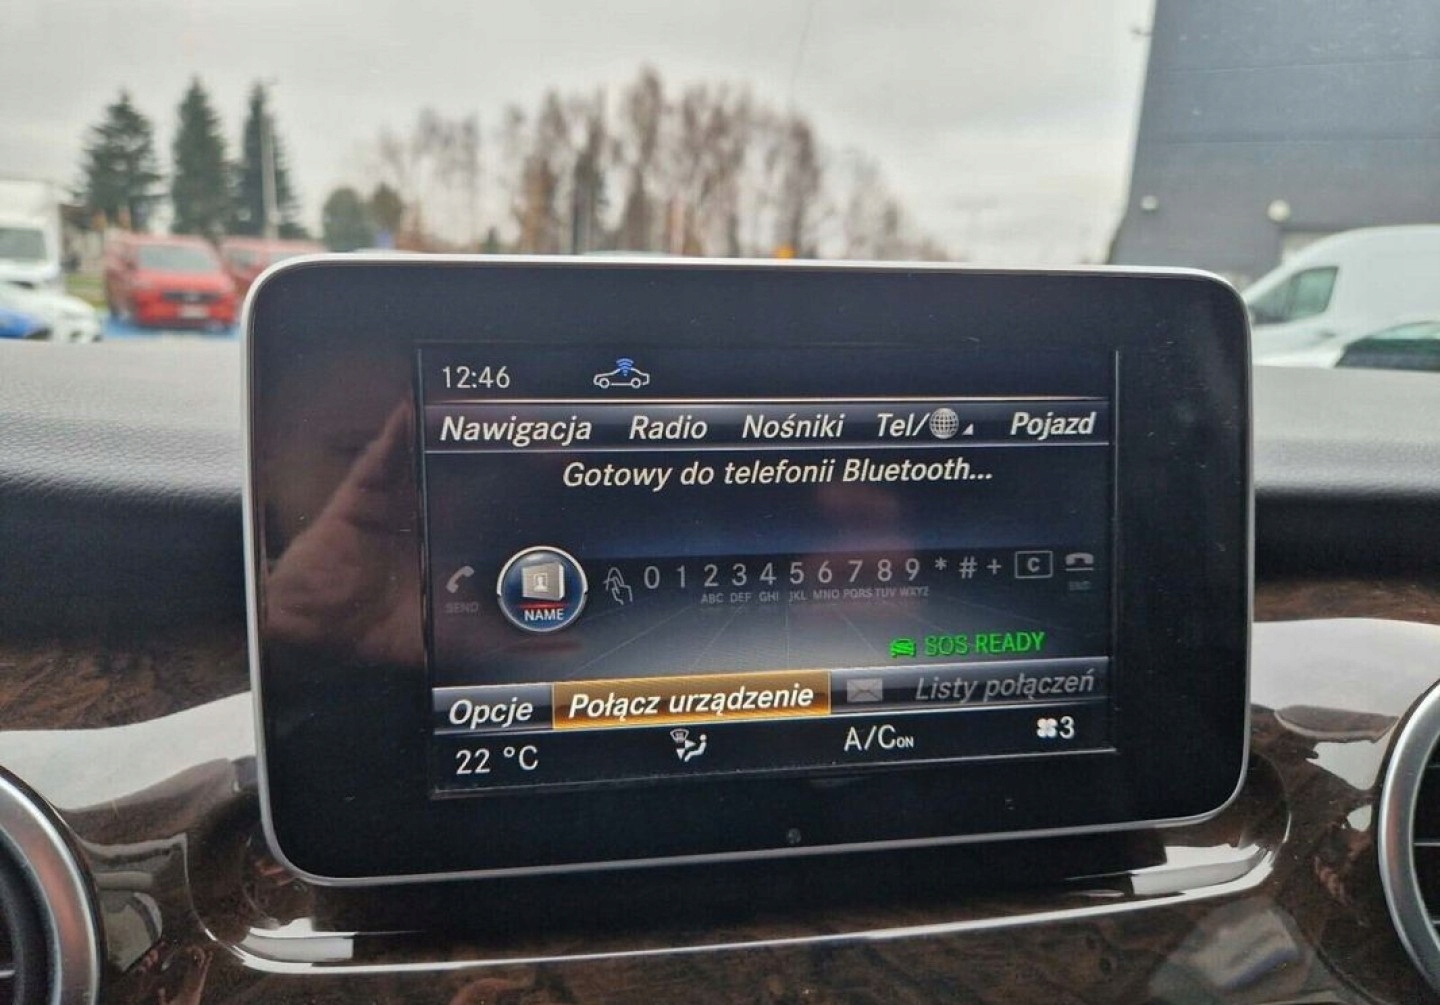 12:46
Nawigacja Radio Nośniki Tel/ Pojazd
Gotowy do telefonii Bluetooth...
SEND NAME 0 1 2 3 4 5 6 7 8 9 * # + C END
ABC DEF GHI JKL MNO PQRS TUV WXYZ
SOS READY
Opcje Połącz urządzenie Listy połączeń
22 °C A/C ON 3